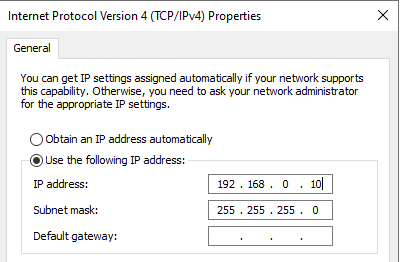 Internet Protocol Version 4 (TCP/IPv4) Properties
General
You can get IP settings assigned automatically if your network supports
this capability. Otherwise, you need to ask your network administrator
for the appropriate IP settings.
Obtain an IP address automatically
Use the following IP address:
IP address: 192 . 168 . 0 . 10
Subnet mask: 255 . 255 . 255 . 0
Default gateway: . . .